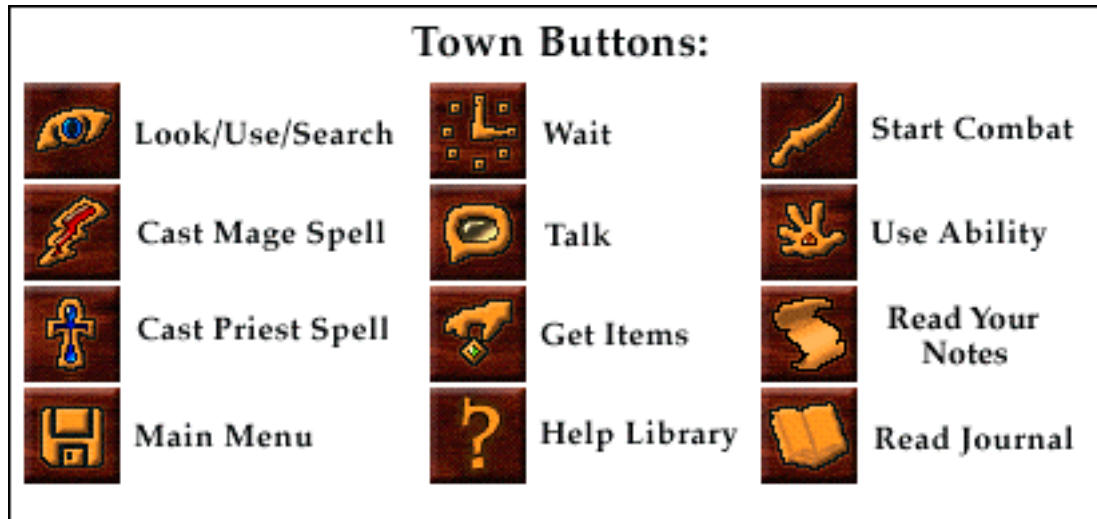 Town Buttons:
Look/Use/Search
Wait
Start Combat
Cast Mage Spell
Talk
Use Ability
Cast Priest Spell
Get Items
Read Your
Notes
Main Menu
?
Help Library
Read Journal